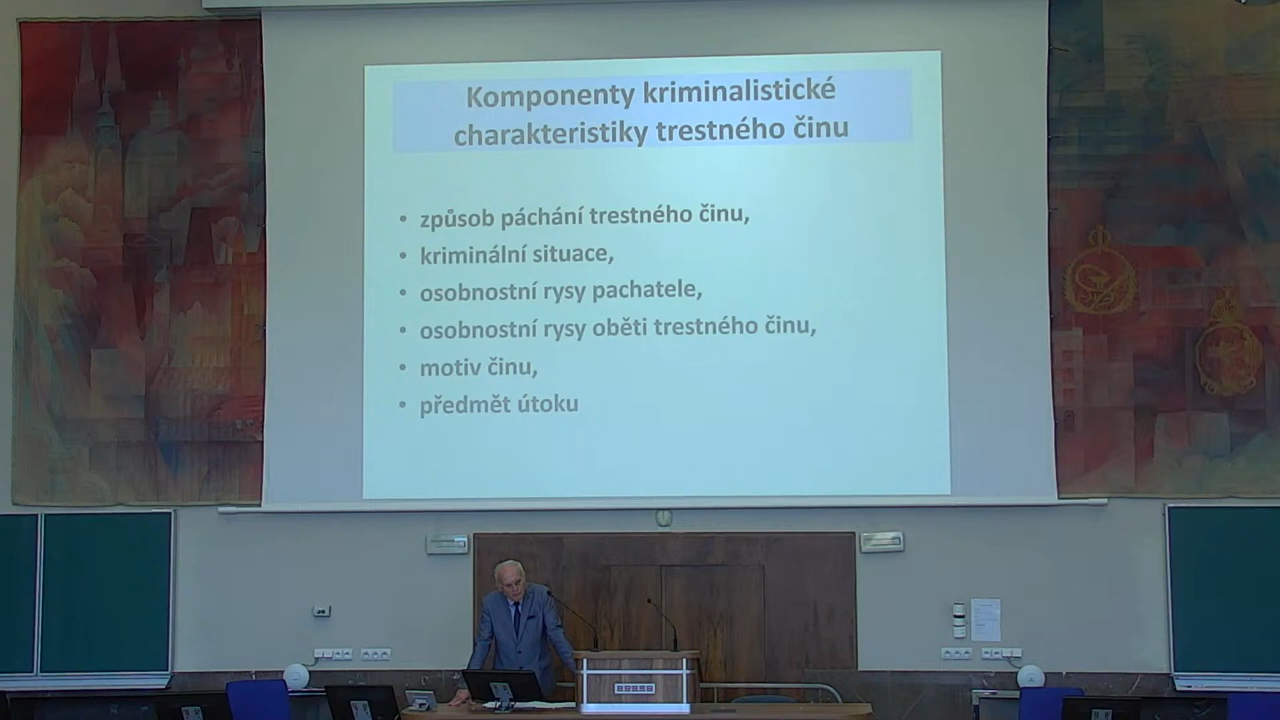 Komponenty kriminalistické
charakteristiky trestného činu
• způsob páchání trestného činu,
• kriminální situace,
• osobnostní rysy pachatele,
• osobnostní rysy oběti trestného činu,
• motiv činu,
• předmět útoku